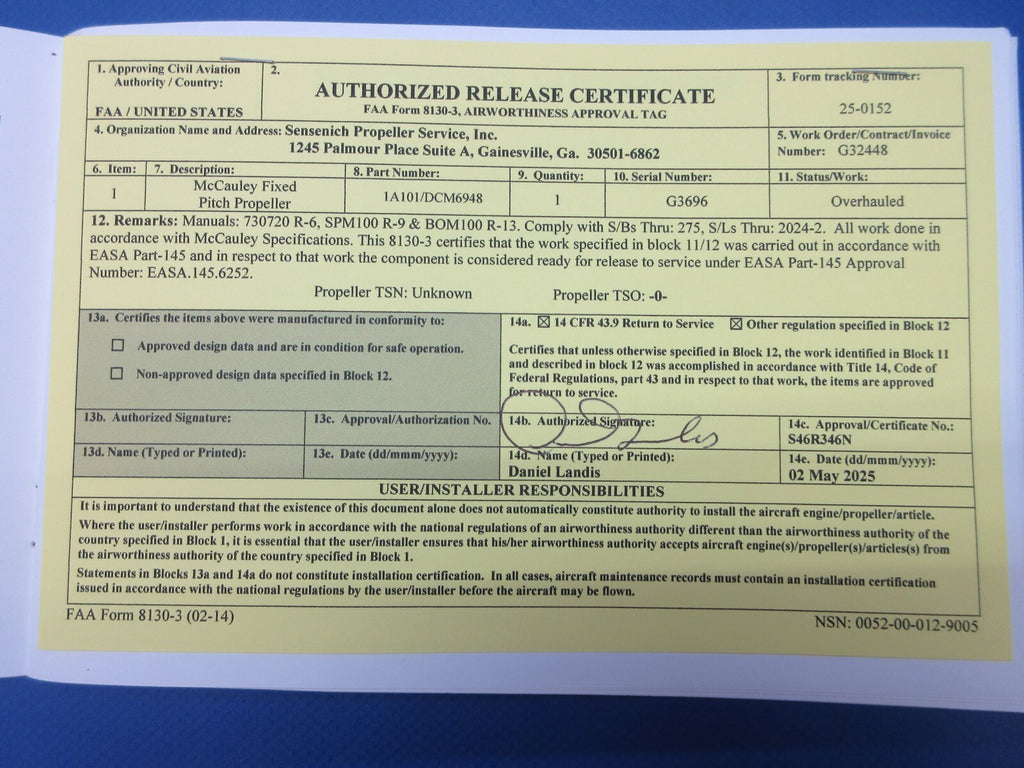 1. Approving Civil Aviation
Authority / Country:
FAA / UNITED STATES
2.
AUTHORIZED RELEASE CERTIFICATE
FAA Form 8130-3, AIRWORTHINESS APPROVAL TAG
3. Form tracking Number:
25-0152
4. Organization Name and Address: Sensenich Propeller Service, Inc.
1245 Palmour Place Suite A, Gainesville, Ga. 30501-6862
5. Work Order/Contract/Invoice
Number: G32448
6. Item:
1
7. Description:
McCauley Fixed
Pitch Propeller
8. Part Number:
1A101/DCM6948
9. Quantity:
1
10. Serial Number:
G3696
11. Status/Work:
Overhauled
12. Remarks: Manuals: 730720 R-6, SPM100 R-9 & BOM100 R-13. Comply with S/Bs Thru: 275, S/Ls Thru: 2024-2. All work done in
accordance with McCauley Specifications. This 8130-3 certifies that the work specified in block 11/12 was carried out in accordance with
EASA Part-145 and in respect to that work the component is considered ready for release to service under EASA Part-145 Approval
Number: EASA.145.6252.
Propeller TSN: Unknown Propeller TSO: -0-
13a. Certifies the items above were manufactured in conformity to:
☐ Approved design data and are in condition for safe operation.
☐ Non-approved design data specified in Block 12.
14a. ☒ 14 CFR 43.9 Return to Service ☒ Other regulation specified in Block 12
Certifies that unless otherwise specified in Block 12, the work identified in Block 11
and described in block 12 was accomplished in accordance with Title 14, Code of
Federal Regulations, part 43 and in respect to that work, the items are approved
for return to service.
13b. Authorized Signature:
13c. Approval/Authorization No.
14b. Authorized Signature:
14c. Approval/Certificate No.:
S46R346N
13d. Name (Typed or Printed):
13e. Date (dd/mmm/yyyy):
14d. Name (Typed or Printed):
Daniel Landis
14e. Date (dd/mmm/yyyy):
02 May 2025
USER/INSTALLER RESPONSIBILITIES
It is important to understand that the existence of this document alone does not automatically constitute authority to install the aircraft engine/propeller/article.
Where the user/installer performs work in accordance with the national regulations of an airworthiness authority different than the airworthiness authority of the
country specified in Block 1, it is essential that the user/installer ensures that his/her airworthiness authority accepts aircraft engine(s)/propeller(s)/articles(s) from
the airworthiness authority of the country specified in Block 1.
Statements in Blocks 13a and 14a do not constitute installation certification. In all cases, aircraft maintenance records must contain an installation certification
issued in accordance with the national regulations by the user/installer before the aircraft may be flown.
FAA Form 8130-3 (02-14)
NSN: 0052-00-012-9005